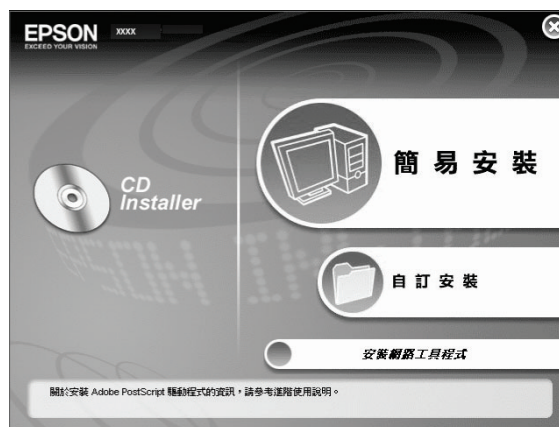 EPSON
EXCEED YOUR VISION
XXXX
CD
Installer
簡易安裝
自訂安裝
安裝網路工具程式
關於安裝 Adobe PostScript 驅動程式的資訊，請參考進階使用說明。